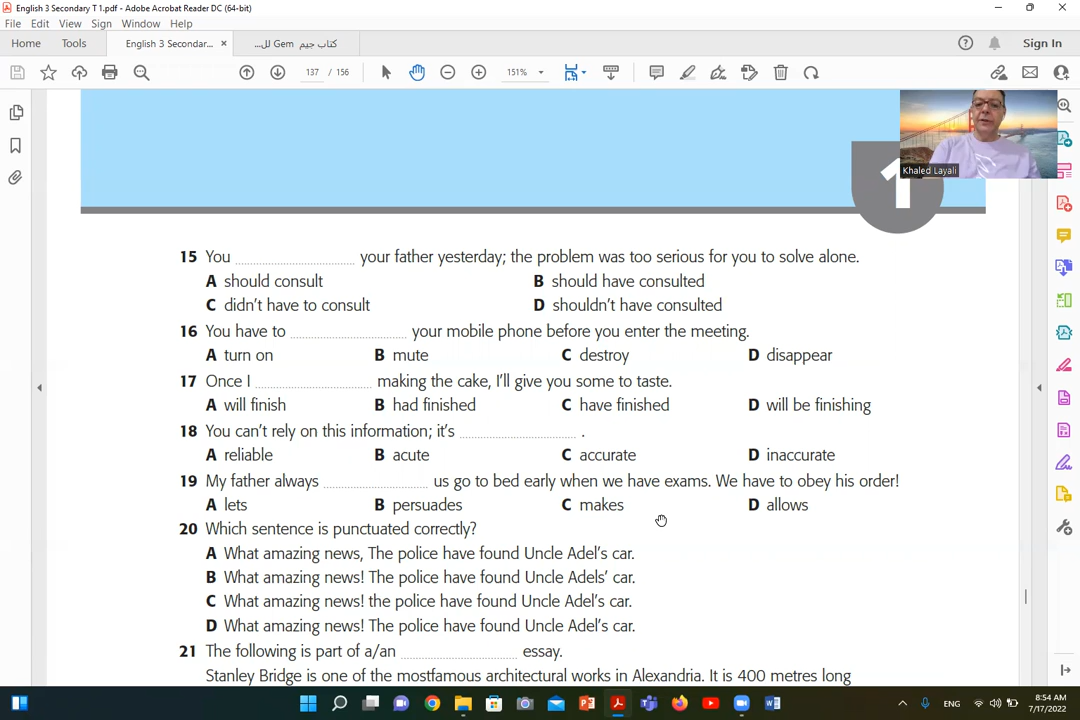 English 3 Secondary T 1.pdf - Adobe Acrobat Reader DC (64-bit)
File Edit View Sign Window Help
Home Tools English 3 Secondar... × كتاب جيم Gem لل... Sign In
137 / 156 151%
Khaled Layali
1
15 You .................... your father yesterday; the problem was too serious for you to solve alone.
A should consult B should have consulted
C didn't have to consult D shouldn't have consulted
16 You have to .................... your mobile phone before you enter the meeting.
A turn on B mute C destroy D disappear
17 Once I .................... making the cake, I'll give you some to taste.
A will finish B had finished C have finished D will be finishing
18 You can't rely on this information; it's .................... .
A reliable B acute C accurate D inaccurate
19 My father always .................... us go to bed early when we have exams. We have to obey his order!
A lets B persuades C makes D allows
20 Which sentence is punctuated correctly?
A What amazing news, The police have found Uncle Adel's car.
B What amazing news! The police have found Uncle Adels' car.
C What amazing news! the police have found Uncle Adel's car.
D What amazing news! The police have found Uncle Adel's car.
21 The following is part of a/an .................... essay.
Stanley Bridge is one of the mostfamous architectural works in Alexandria. It is 400 metres long
ENG 8:54 AM
7/17/2022